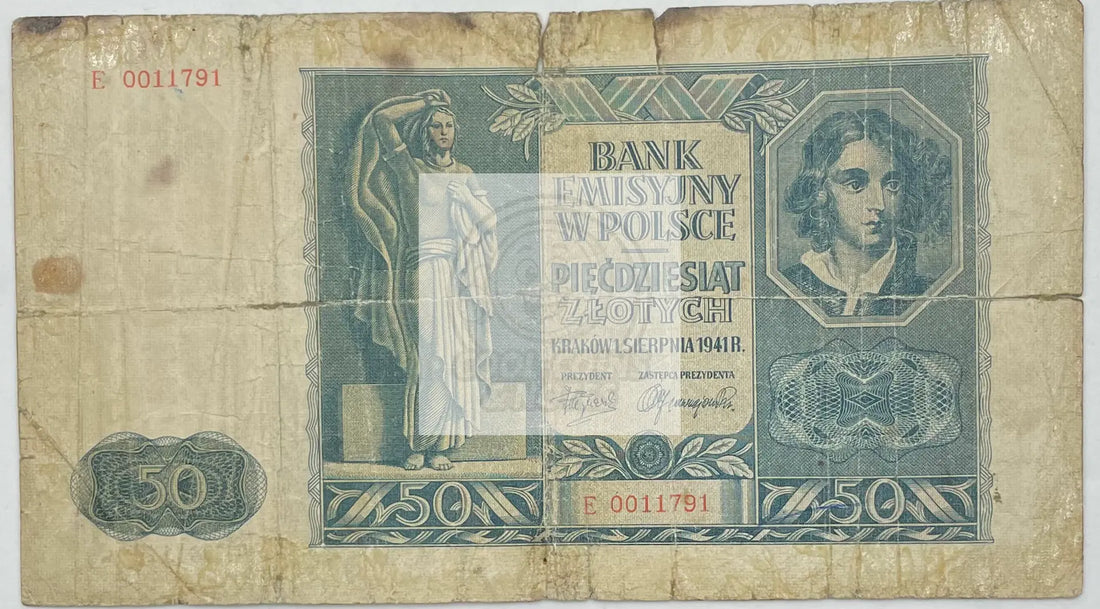 E 0011791
BANK
EMISYJNY
W POLSCE
PIĘĆDZIESIĄT
ZŁOTYCH
KRAKÓW 1. SIERPNIA 1941 R.
PREZYDENT ZASTĘPCA PREZYDENTA
50
50
E 0011791
50